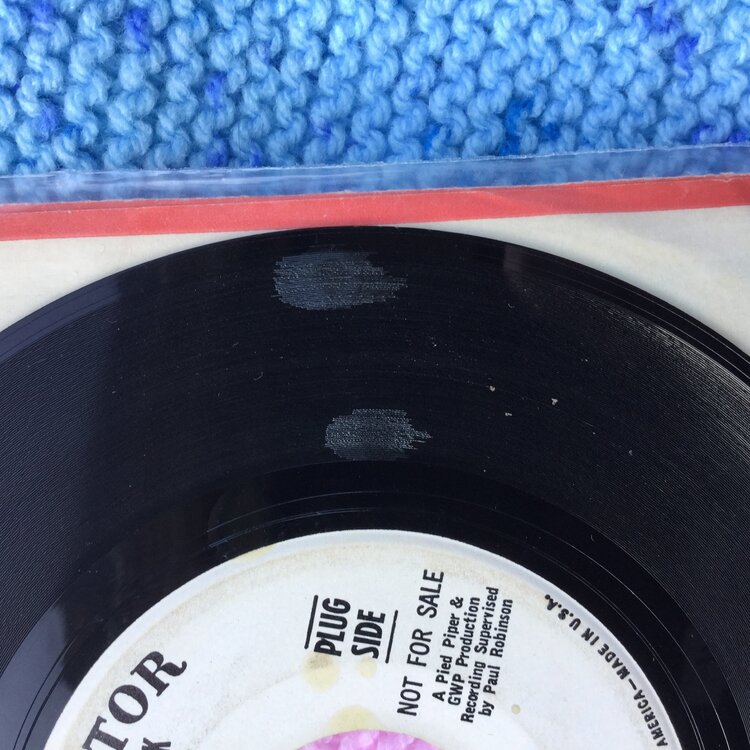 PLUG
SIDE
NOT FOR SALE
A Pied Piper &
GWP Production
Recording Supervised
by Paul Robinson
TOR
K
AMERICA—MADE IN U.S.A.